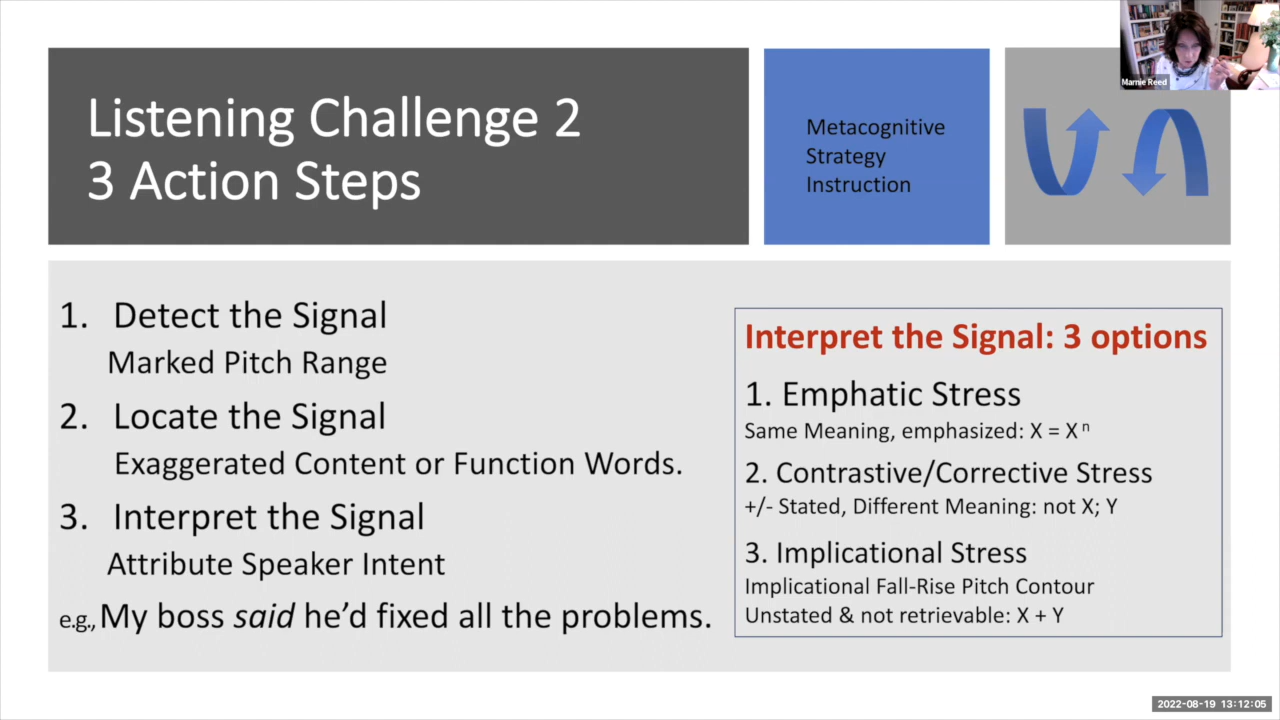 Listening Challenge 2
3 Action Steps
Metacognitive
Strategy
Instruction
Marnie Reed
1. Detect the Signal
Marked Pitch Range
2. Locate the Signal
Exaggerated Content or Function Words.
3. Interpret the Signal
Attribute Speaker Intent
e.g., My boss said he’d fixed all the problems.
Interpret the Signal: 3 options
1. Emphatic Stress
Same Meaning, emphasized: X = X ⁿ
2. Contrastive/Corrective Stress
+/- Stated, Different Meaning: not X; Y
3. Implicational Stress
Implicational Fall-Rise Pitch Contour
Unstated & not retrievable: X + Y
2022-08-19 13:12:05